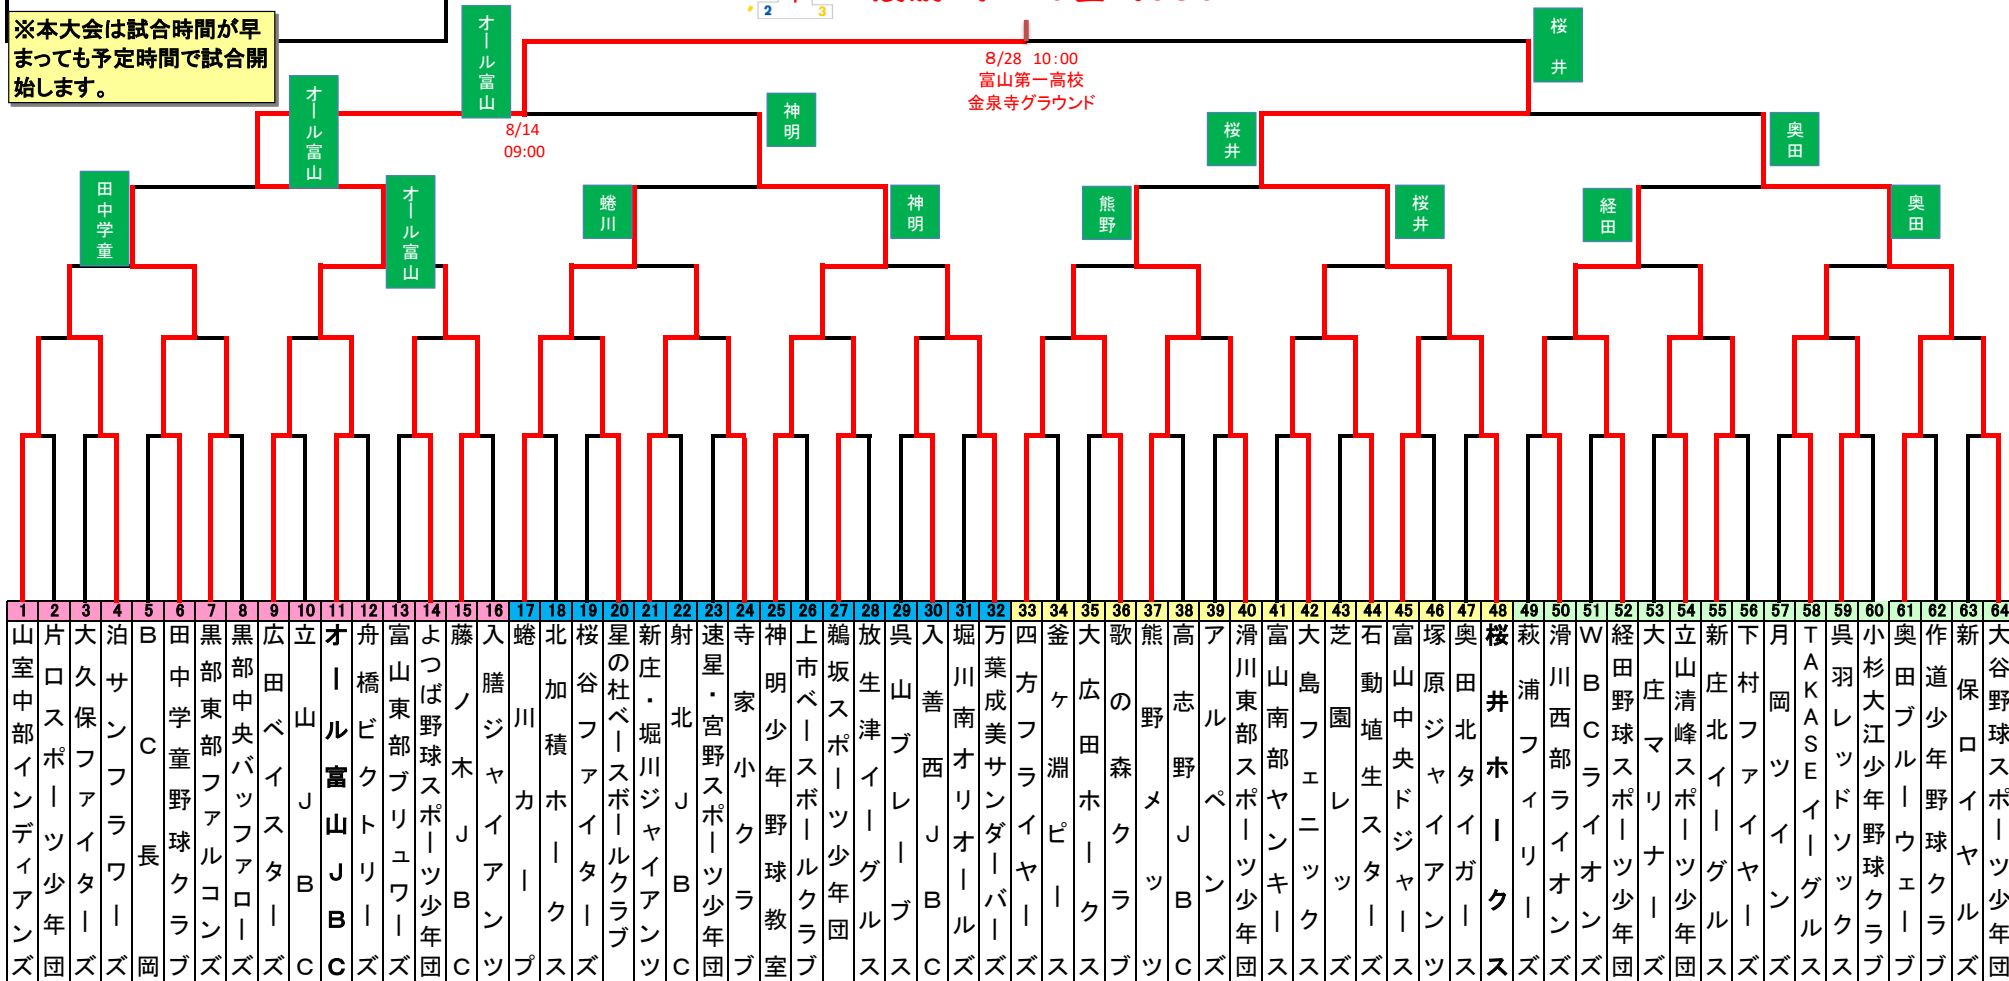 2
3
※本大会は試合時間が早
まっても予定時間で試合開
始します。
オール富山
桜井
8/28 10:00
富山第一高校
金泉寺グラウンド
オール富山
神明
8/14
09:00
桜井
奥田
田中学童
オール富山
蜷川
神明
熊野
桜井
経田
奥田
1 山室中部インディアンズ
2 片口スポーツ少年団
3 大久保ファイターズ
4 泊サンフラワーズ
5 BC長岡
6 田中学童野球クラブ
7 黒部東部ファルコンズ
8 黒部中央バッファローズ
9 広田ベイスターズ
10 立山JBC
11 オール富山JBC
12 舟橋ビクトリーズ
13 富山東部ブリュワーズ
14 よつば野球スポーツ少年団
15 藤ノ木JBC
16 入膳ジャイアンツ
17 蜷川カープ
18 北加積ホークス
19 桜谷ファイターズ
20 星の杜ベースボールクラブ
21 新庄・堀川ジャイアンツ
22 射北JBC
23 速星・宮野スポーツ少年団
24 寺家小クラブ
25 神明少年野球教室
26 上市ベースボールクラブ
27 鵜坂スポーツ少年団
28 放生津イーグルス
29 呉山ブレーブス
30 入善西JBC
31 堀川南オリオールズ
32 万葉成美サンダーバーズ
33 四方フライヤーズ
34 釜ヶ淵ピース
35 大広田ホークス
36 歌の森クラブ
37 熊野メッツ
38 高志野JBC
39 アルペンズ
40 滑川東部スポーツ少年団
41 富山南部ヤンキース
42 大島フェニックス
43 芝園レッズ
44 石動埴生スターズ
45 富山中央ドジャース
46 塚原ジャイアンツ
47 奥田北タイガース
48 桜井ホークス
49 萩浦フィリーズ
50 滑川西部ライオンズ
51 WBCライオンズ
52 経田野球スポーツ少年団
53 大庄マリナーズ
54 立山清峰スポーツ少年団
55 新庄北イーグルス
56 下村ファイヤーズ
57 月岡ツインズ
58 TAKASEイーグルス
59 呉羽レッドソックス
60 小杉大江少年野球クラブ
61 奥田ブルーウェーブ
62 作道少年野球クラブ
63 新保ロイヤルズ
64 大谷野球スポーツ少年団